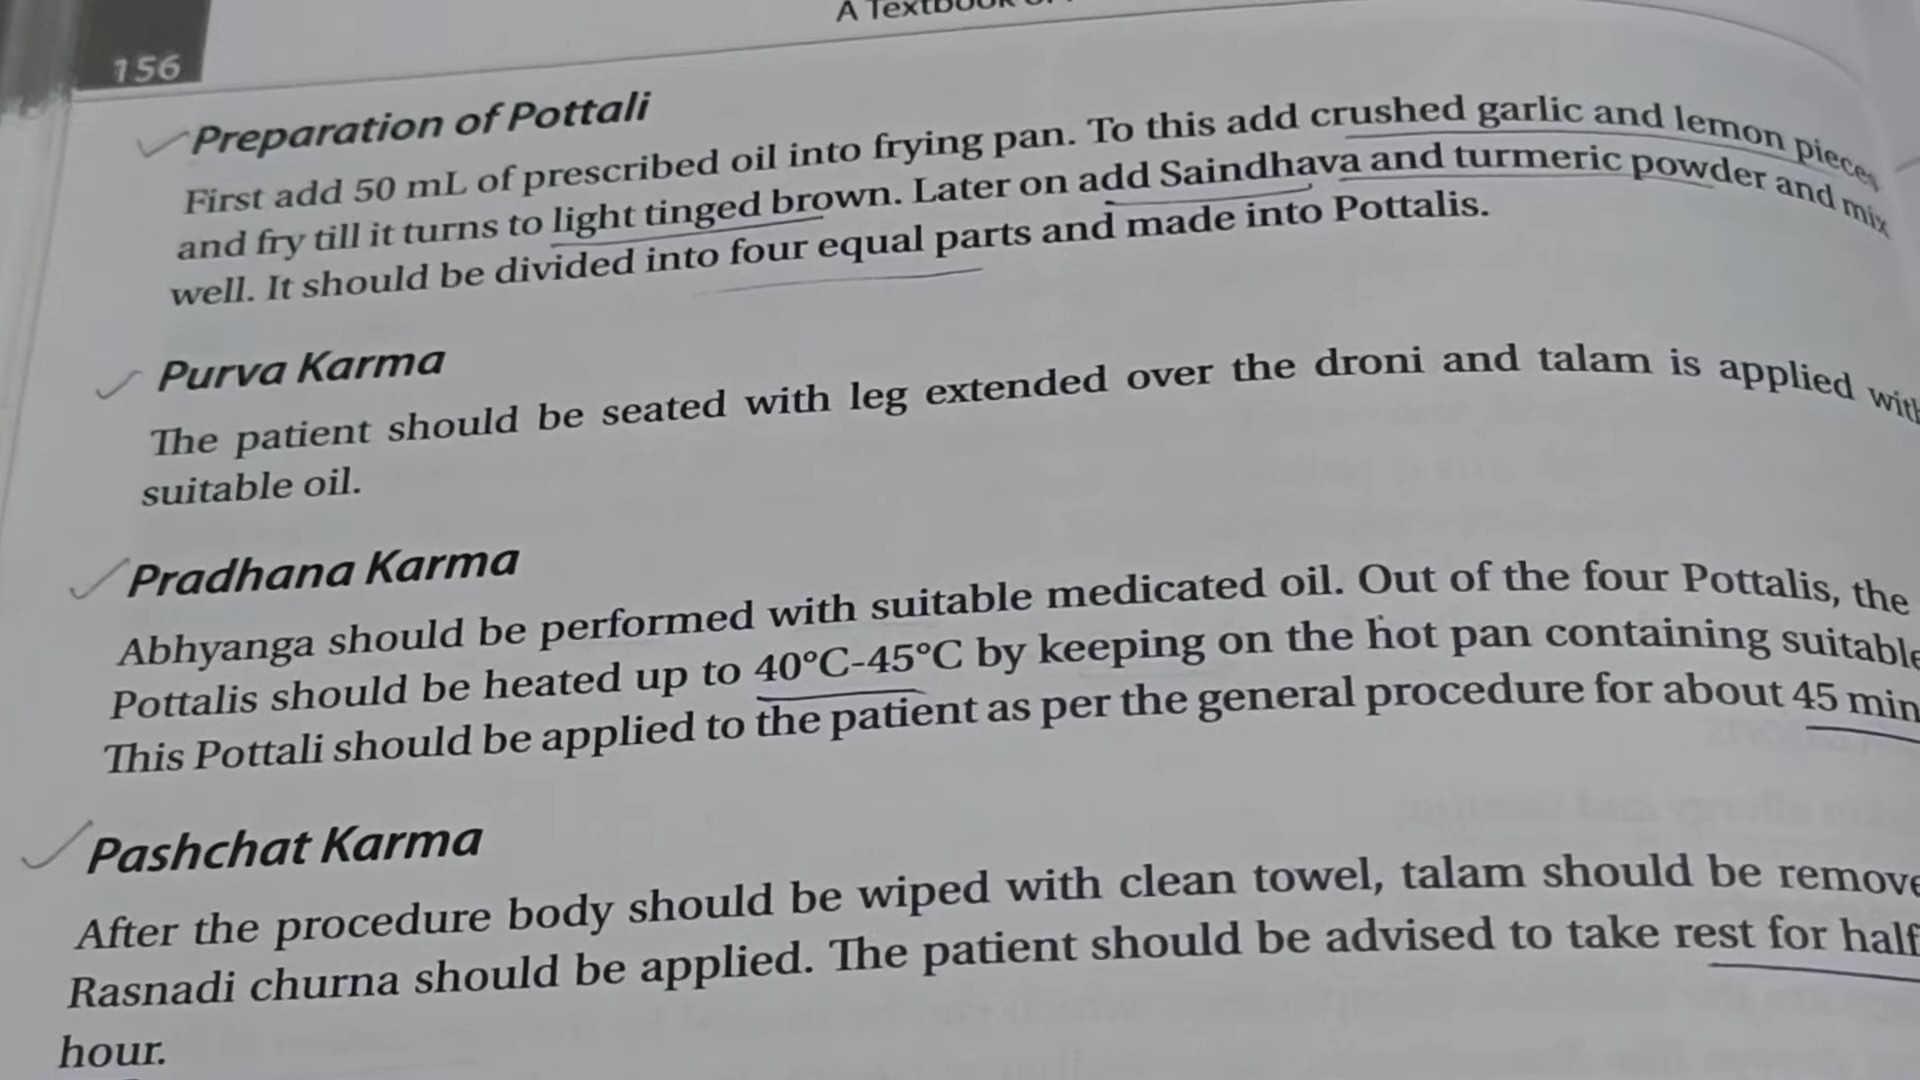 A Textbook of
156
Preparation of Pottali
First add 50 mL of prescribed oil into frying pan. To this add crushed garlic and lemon pieces
and fry till it turns to light tinged brown. Later on add Saindhava and turmeric powder and mix
well. It should be divided into four equal parts and made into Pottalis.
Purva Karma
The patient should be seated with leg extended over the droni and talam is applied with
suitable oil.
Pradhana Karma
Abhyanga should be performed with suitable medicated oil. Out of the four Pottalis, the
Pottalis should be heated up to 40°C-45°C by keeping on the hot pan containing suitable
This Pottali should be applied to the patient as per the general procedure for about 45 min
Pashchat Karma
After the procedure body should be wiped with clean towel, talam should be remove
Rasnadi churna should be applied. The patient should be advised to take rest for half
hour.